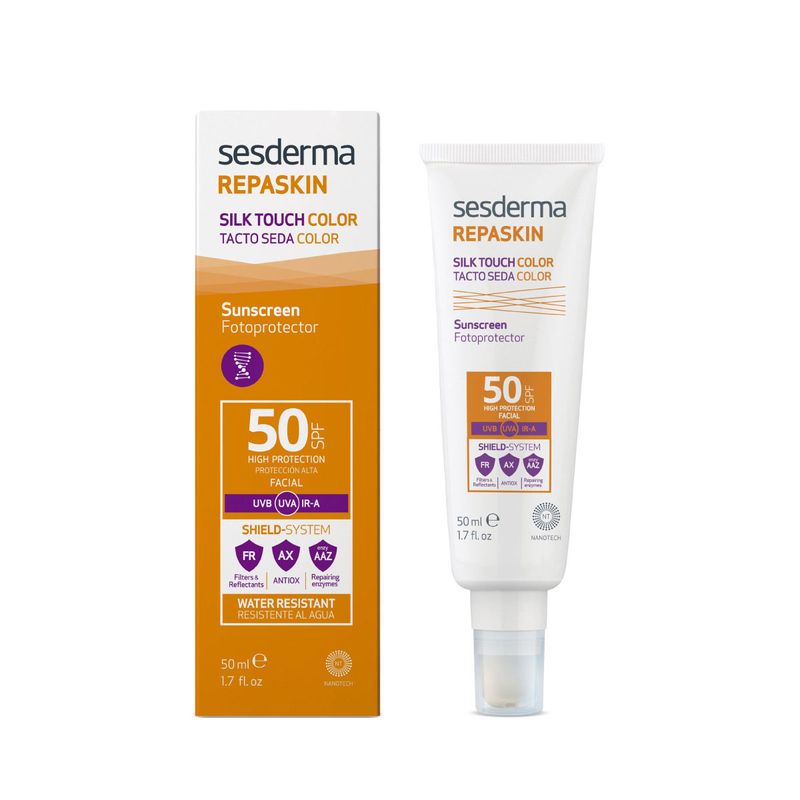 sesderma
REPASKIN
SILK TOUCH COLOR
TACTO SEDA COLOR
Sunscreen
Fotoprotector
50 SPF
HIGH PROTECTION
PROTECCIÓN ALTA
FACIAL
UVB UVA IR-A
SHIELD-SYSTEM
FR AX enzy AAZ
Filters & Reflectants ANTIOX Repairing enzymes
WATER RESISTANT
RESISTENTE AL AGUA
50 ml e
1.7 fl. oz
NT
NANOTECH
sesderma
REPASKIN
SILK TOUCH COLOR
TACTO SEDA COLOR
Sunscreen
Fotoprotector
50 SPF
HIGH PROTECTION
FACIAL
UVB UVA IR-A
SHIELD-SYSTEM
FR AX enzy AAZ
Filters & Reflectants ANTIOX Repairing enzymes
50 ml e
1.7 fl. oz
NT
NANOTECH